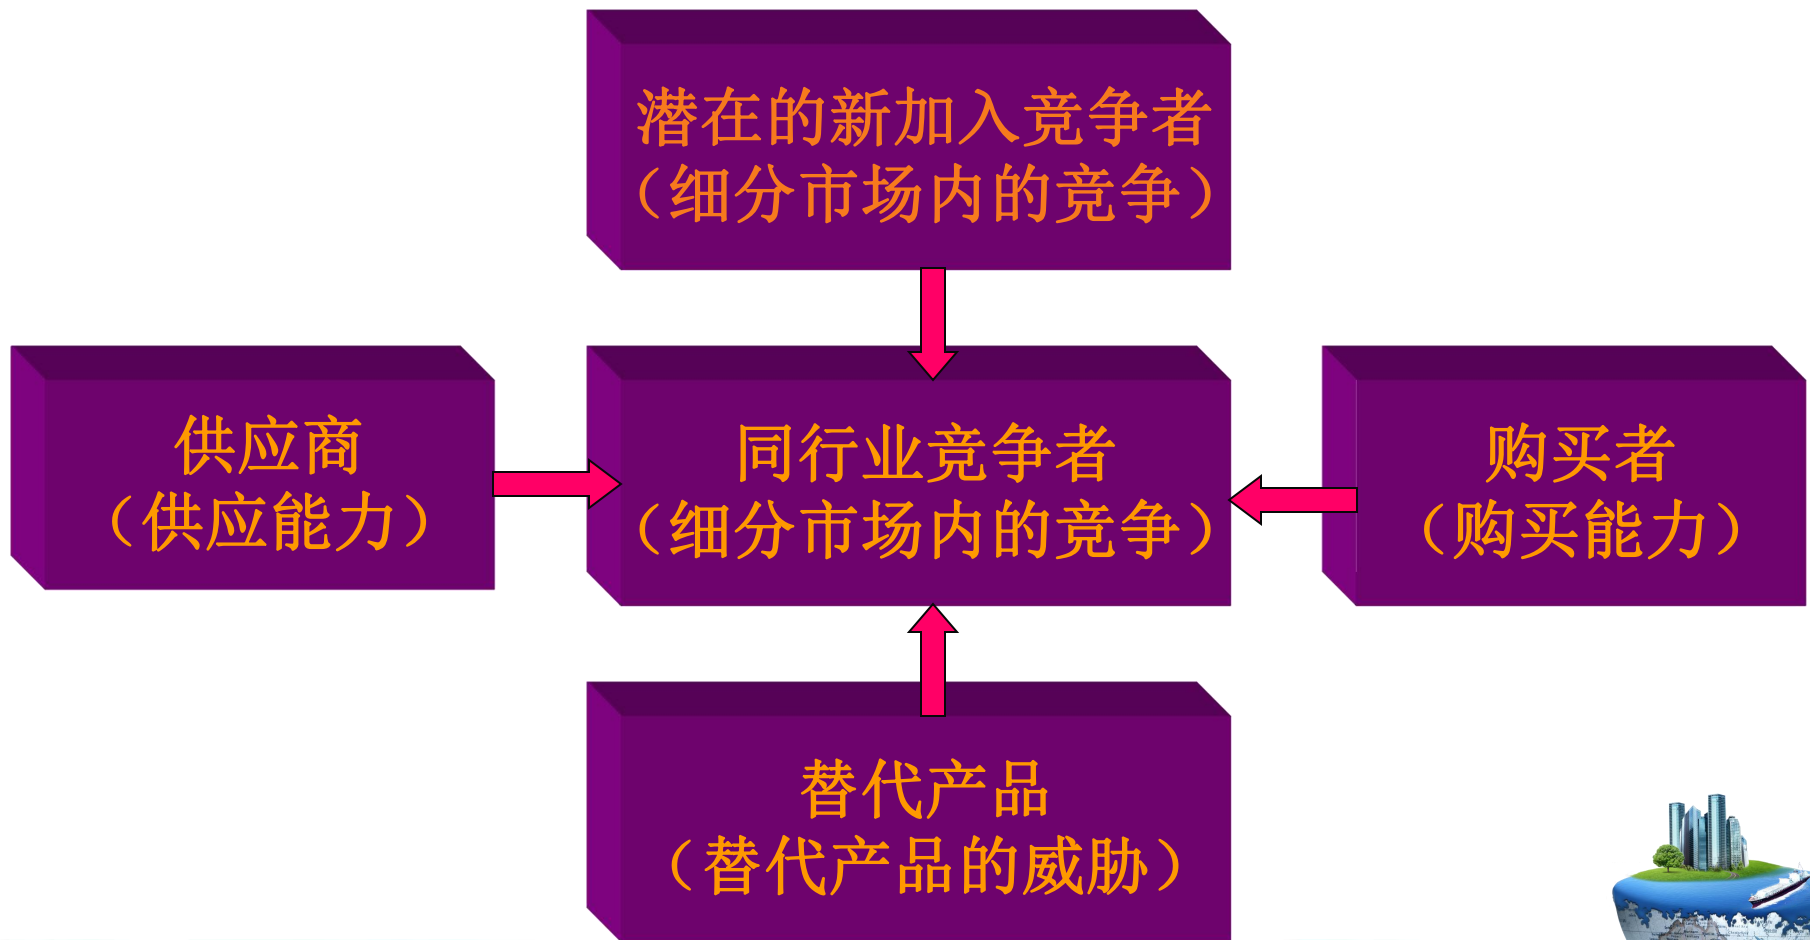 潜在的新加入竞争者
（细分市场内的竞争）
供应商
（供应能力）
同行业竞争者
（细分市场内的竞争）
购买者
（购买能力）
替代产品
（替代产品的威胁）